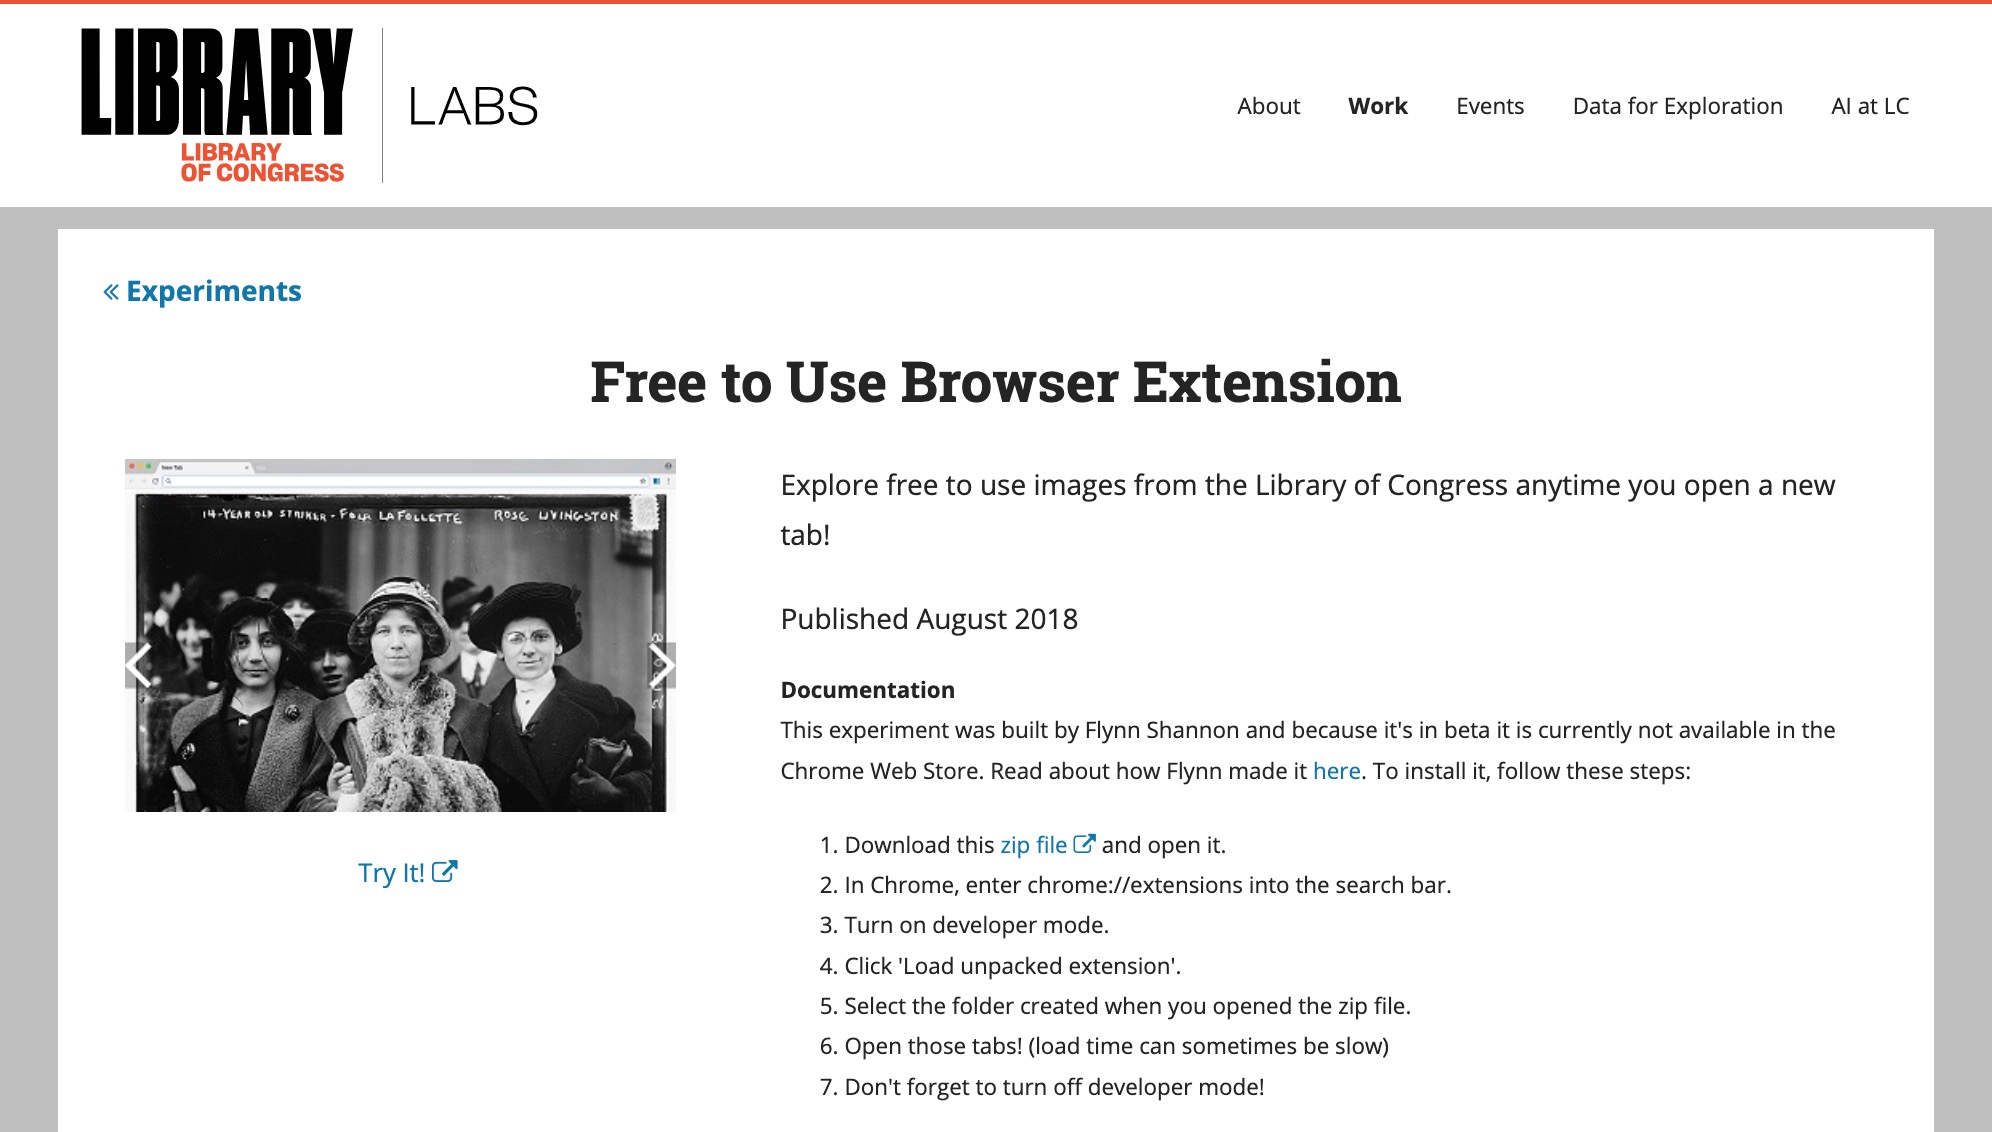 LIBRARY
LIBRARY
OF CONGRESS
LABS
About Work Events Data for Exploration AI at LC
« Experiments
Free to Use Browser Extension
New Tab
14-YEAR OLD STRIKER - FOLA LA FOLLETTE ROSE LIVINGSTON
Try It!
Explore free to use images from the Library of Congress anytime you open a new
tab!
Published August 2018
Documentation
This experiment was built by Flynn Shannon and because it's in beta it is currently not available in the
Chrome Web Store. Read about how Flynn made it here. To install it, follow these steps:
1. Download this zip file and open it.
2. In Chrome, enter chrome://extensions into the search bar.
3. Turn on developer mode.
4. Click 'Load unpacked extension'.
5. Select the folder created when you opened the zip file.
6. Open those tabs! (load time can sometimes be slow)
7. Don't forget to turn off developer mode!